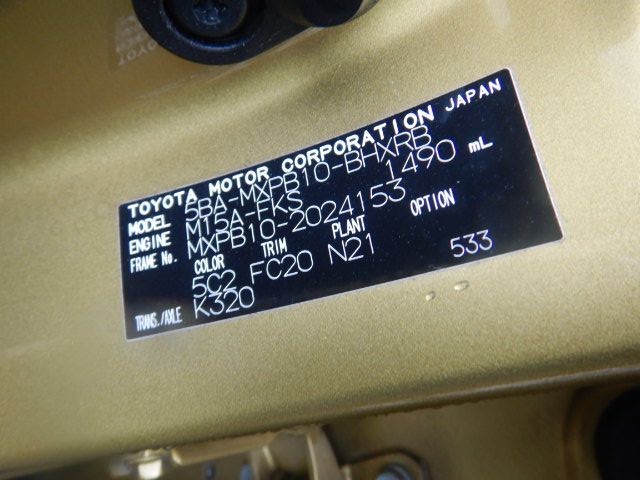 TOYOTA MOTOR CORPORATION JAPAN
MODEL 5BA-MXPB10-BHXRB
ENGINE M15A-FKS 1490 mL
FRAME No. MXPB10-2024153
COLOR TRIM PLANT OPTION
5C2 FC20 N21 533
TRANS./AXLE K320